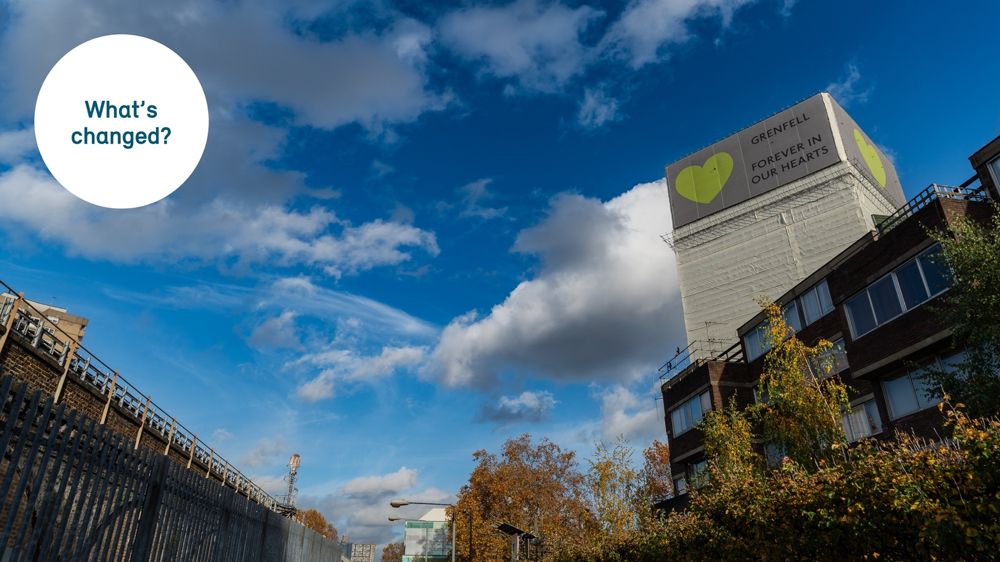 What's
changed?
GRENFELL
FOREVER IN
OUR HEARTS